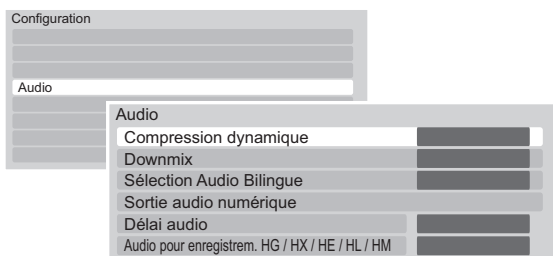 Configuration
Audio
Audio
Compression dynamique
Downmix
Sélection Audio Bilingue
Sortie audio numérique
Délai audio
Audio pour enregistrem. HG / HX / HE / HL / HM